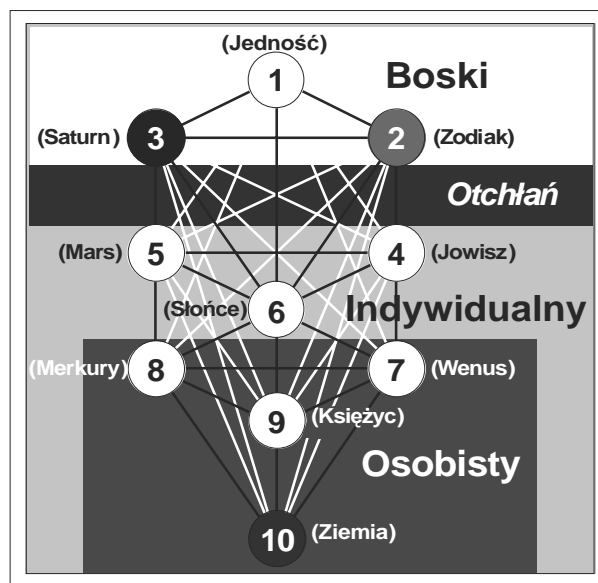 (Jedność)
1
Boski
(Saturn) 3
2 (Zodiak)
Otchłań
(Mars) 5
4 (Jowisz)
(Słońce) 6
Indywidualny
(Merkury) 8
7 (Wenus)
9 (Księżyc)
Osobisty
10 (Ziemia)